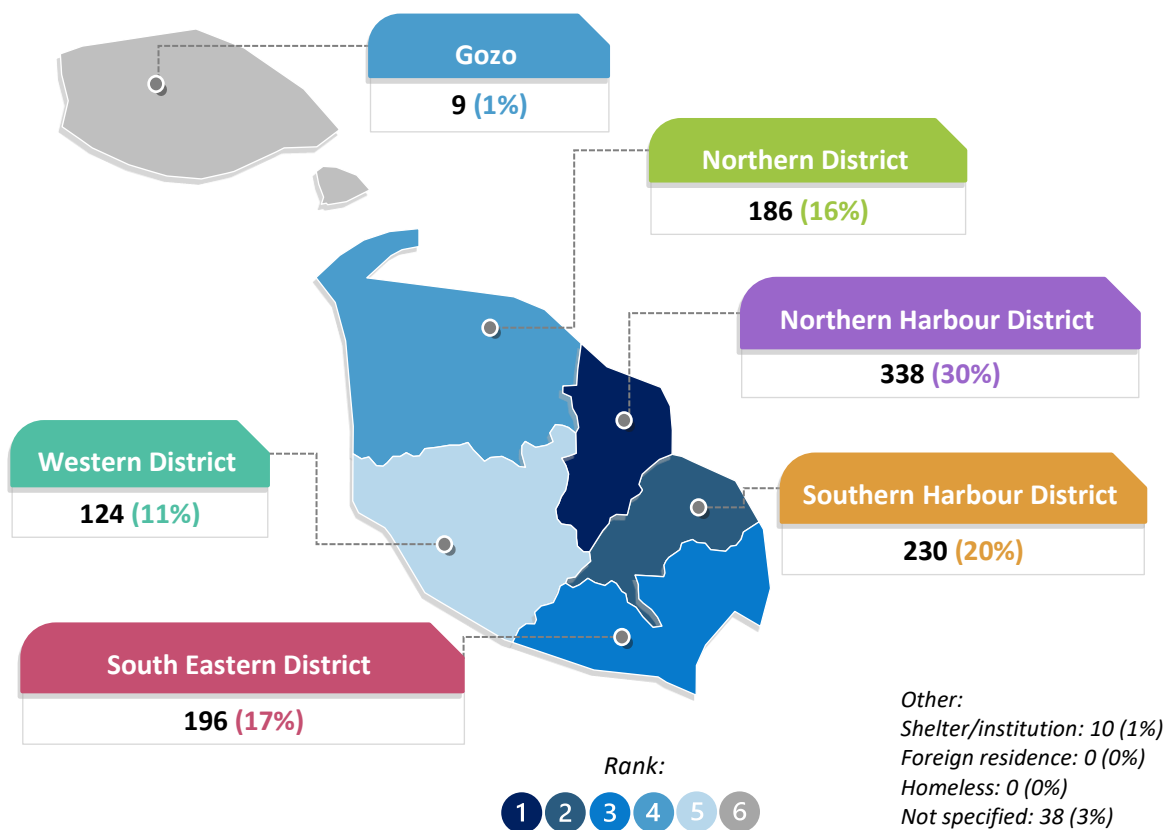 Gozo
9 (1%)
Northern District
186 (16%)
Northern Harbour District
338 (30%)
Western District
124 (11%)
Southern Harbour District
230 (20%)
South Eastern District
196 (17%)
Other:
Shelter/institution: 10 (1%)
Foreign residence: 0 (0%)
Homeless: 0 (0%)
Not specified: 38 (3%)
Rank:
1 2 3 4 5 6